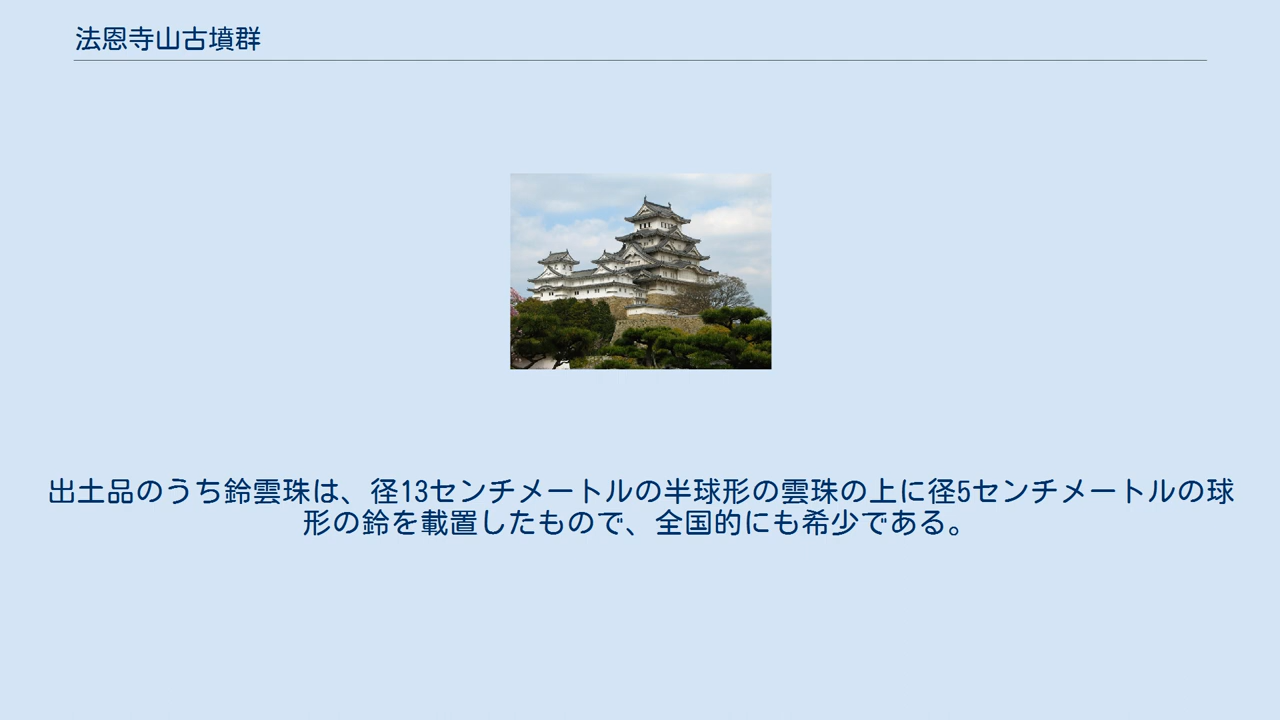 法恩寺山古墳群
出土品のうち鈴雲珠は、径13センチメートルの半球形の雲珠の上に径5センチメートルの球
形の鈴を載置したもので、全国的にも希少である。